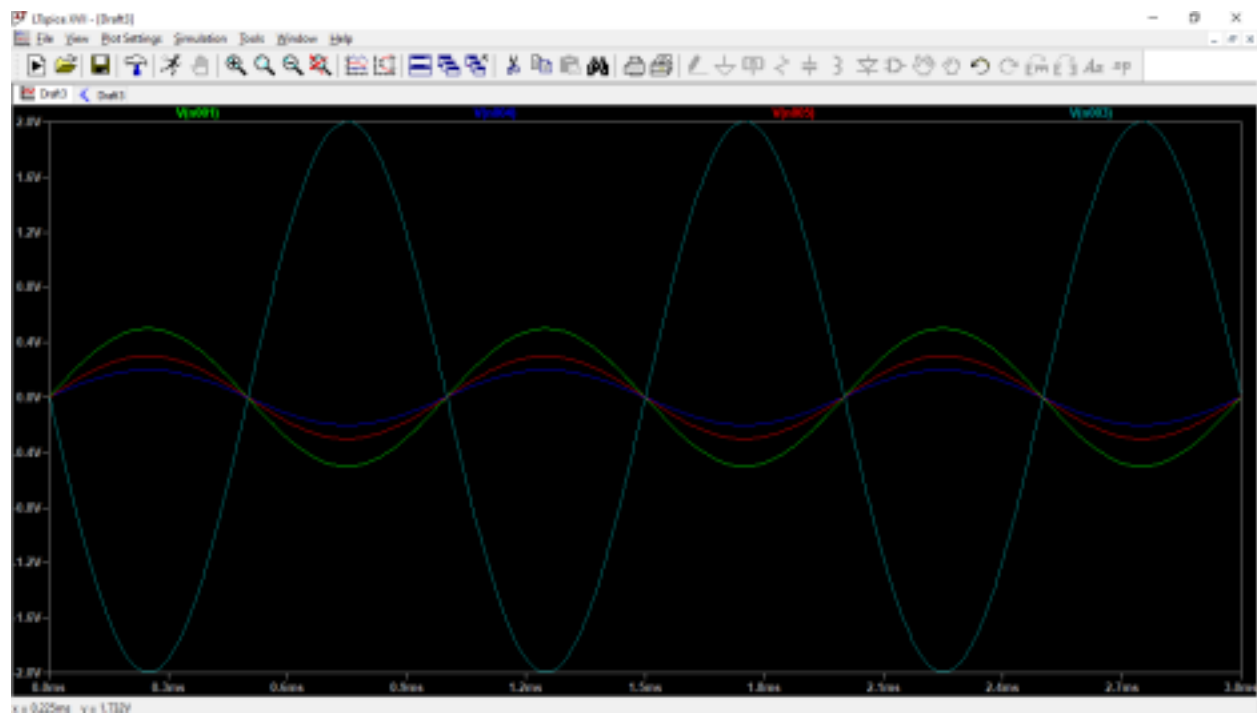 LTspice XVII - [Draft3]
File View Plot Settings Simulation Tools Window Help
Draft3 Draft3
V(n001) V(n004) V(n005) V(n003)
2.0V
1.6V
1.2V
0.8V
0.4V
0.0V
-0.4V
-0.8V
-1.2V
-1.6V
-2.0V
0.0ms 0.3ms 0.6ms 0.9ms 1.2ms 1.5ms 1.8ms 2.1ms 2.4ms 2.7ms 3.0ms
x = 0.225ms y = 1.732V